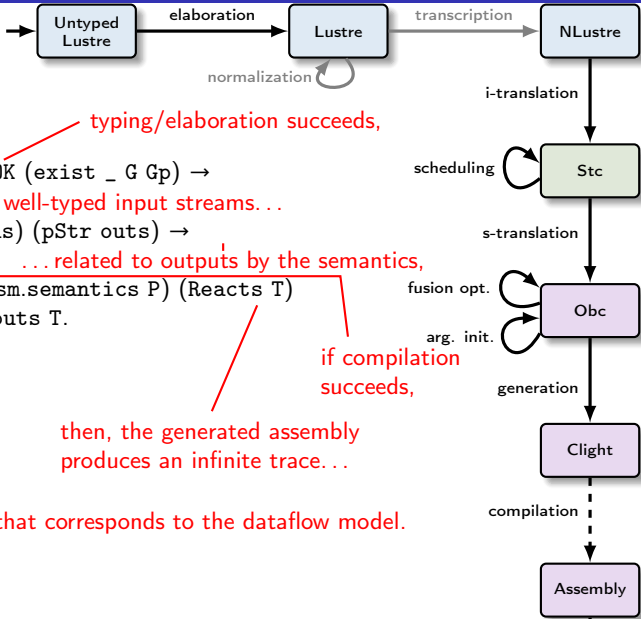 Untyped
Lustre
elaboration
Lustre
transcription
NLustre
normalization
i-translation
typing/elaboration succeeds,
OK (exist _ G Gp) →
scheduling
Stc
well-typed input streams...
s) (pStr outs) →
s-translation
...related to outputs by the semantics,
sm.semantics P) (Reacts T)
fusion opt.
Obc
outs T.
arg. init.
if compilation
succeeds,
generation
then, the generated assembly
produces an infinite trace...
Clight
that corresponds to the dataflow model.
compilation
Assembly